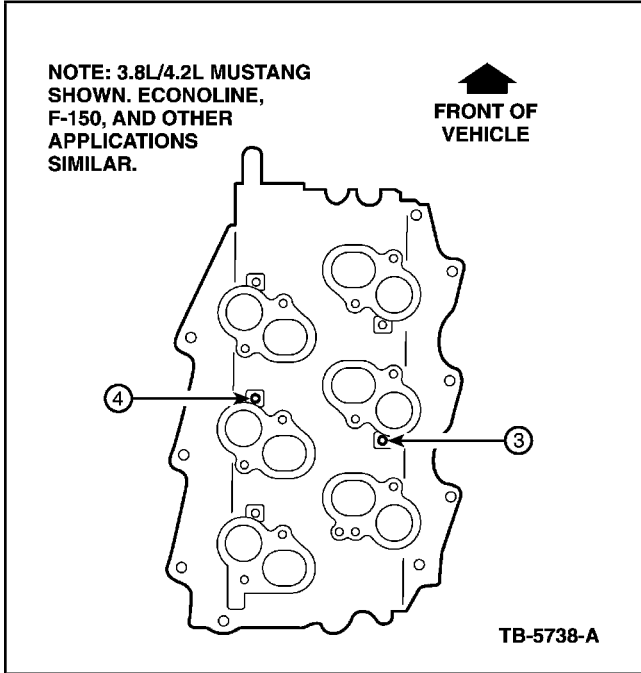 NOTE: 3.8L/4.2L MUSTANG
SHOWN. ECONOLINE,
F-150, AND OTHER
APPLICATIONS
SIMILAR.
FRONT OF
VEHICLE
4
3
TB-5738-A